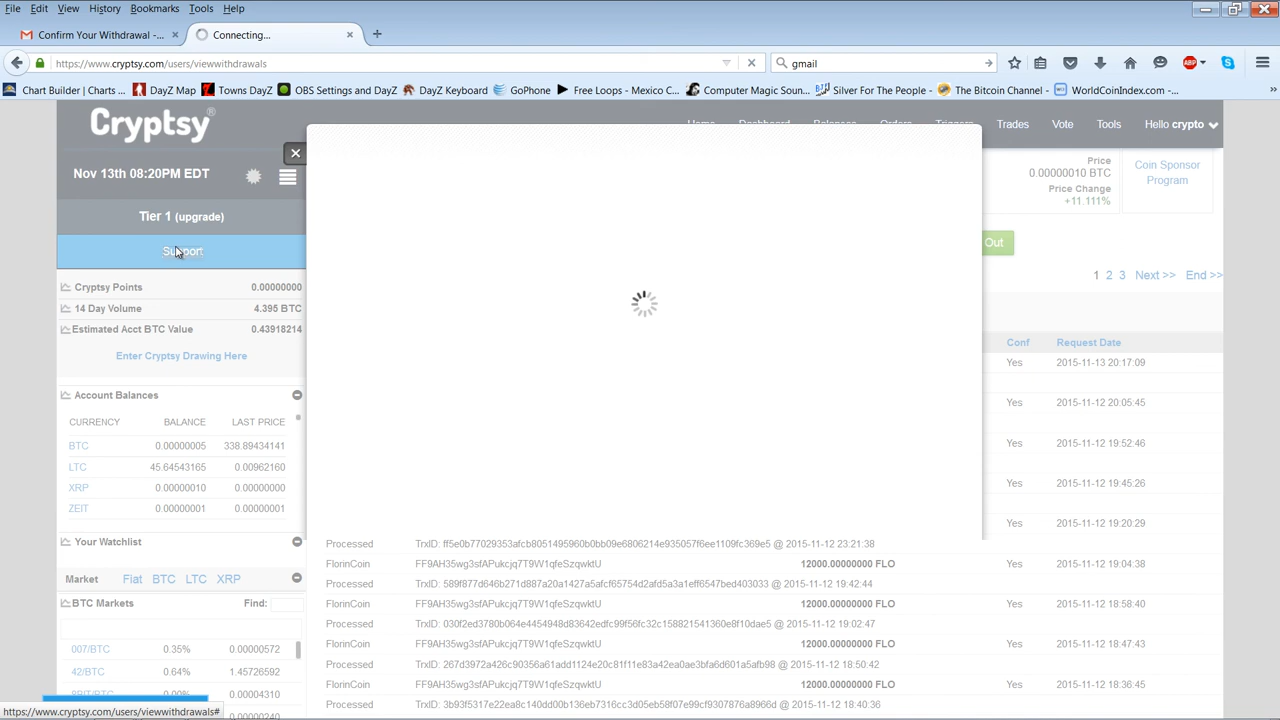 File Edit View History Bookmarks Tools Help
Confirm Your Withdrawal -... × Connecting... × +
https://www.cryptsy.com/users/viewwithdrawals gmail
Chart Builder | Charts ... DayZ Map Towns DayZ OBS Settings and DayZ DayZ Keyboard GoPhone Free Loops - Mexico C... Computer Magic Soun... Silver For The People - ... The Bitcoin Channel - ... WorldCoinIndex.com -... »
Cryptsy®
Home Dashboard Balances Orders Triggers Trades Vote Tools Hello crypto
Nov 13th 08:20PM EDT
Price
0.00000010 BTC
Price Change
+11.111%
Coin Sponsor
Program
Tier 1 (upgrade)
Support
Out
1 2 3 Next >> End >>
Cryptsy Points 0.00000000
14 Day Volume 4.395 BTC
Estimated Acct BTC Value 0.43918214
Enter Cryptsy Drawing Here
Conf Request Date
Yes 2015-11-13 20:17:09
Yes 2015-11-12 20:05:45
Yes 2015-11-12 19:52:46
Yes 2015-11-12 19:45:26
Yes 2015-11-12 19:20:29
Account Balances
CURRENCY BALANCE LAST PRICE
BTC 0.00000005 338.89434141
LTC 45.64543165 0.00962160
XRP 0.00000010 0.00000000
ZEIT 0.00000001 0.00000001
Your Watchlist
Market Fiat BTC LTC XRP
BTC Markets Find:
007/BTC 0.35% 0.00000572
42/BTC 0.64% 1.45726592
8BIT/BTC 0.00% 0.00004310
0.00000240
Processed TrxID: ff5e0b77029353afcb8051495960b0bb09e6806214e935057f6ee1109fc369e5 @ 2015-11-12 23:21:38
FlorinCoin FF9AH35wg3sfAPukcjq7T9W1qfeSzqwktU 12000.00000000 FLO Yes 2015-11-12 19:04:38
Processed TrxID: 589f877d646b271d887a20a1427a5afcf65754d2afd5a3a1eff6547bed403033 @ 2015-11-12 19:42:44
FlorinCoin FF9AH35wg3sfAPukcjq7T9W1qfeSzqwktU 12000.00000000 FLO Yes 2015-11-12 18:58:40
Processed TrxID: 030f2ed3780b064e4454948d83642edfc99f56fc32c158821541360e8f10dae5 @ 2015-11-12 19:02:47
FlorinCoin FF9AH35wg3sfAPukcjq7T9W1qfeSzqwktU 12000.00000000 FLO Yes 2015-11-12 18:47:43
Processed TrxID: 267d3972a426c90356a61add1124e20c81f11e83a42ea0ae3bfa6d601a5afb98 @ 2015-11-12 18:50:42
FlorinCoin FF9AH35wg3sfAPukcjq7T9W1qfeSzqwktU 12000.00000000 FLO Yes 2015-11-12 18:36:45
Processed TrxID: 3b93f5317e22ea8c140dd00b136eb7316cc3d05eb58f07e99cf9307876a8966d @ 2015-11-12 18:40:36
https://www.cryptsy.com/users/viewwithdrawals#